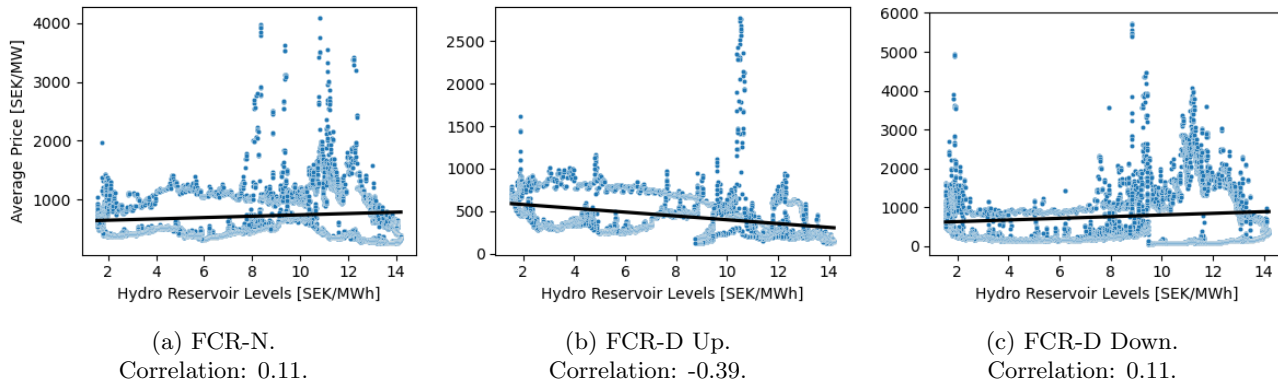 Average Price [SEK/MW]
4000
3000
2000
1000
2 4 6 8 10 12 14
Hydro Reservoir Levels [SEK/MWh]
(a) FCR-N.
Correlation: 0.11.
2500
2000
1500
1000
500
0
2 4 6 8 10 12 14
Hydro Reservoir Levels [SEK/MWh]
(b) FCR-D Up.
Correlation: -0.39.
6000
5000
4000
3000
2000
1000
0
2 4 6 8 10 12 14
Hydro Reservoir Levels [SEK/MWh]
(c) FCR-D Down.
Correlation: 0.11.